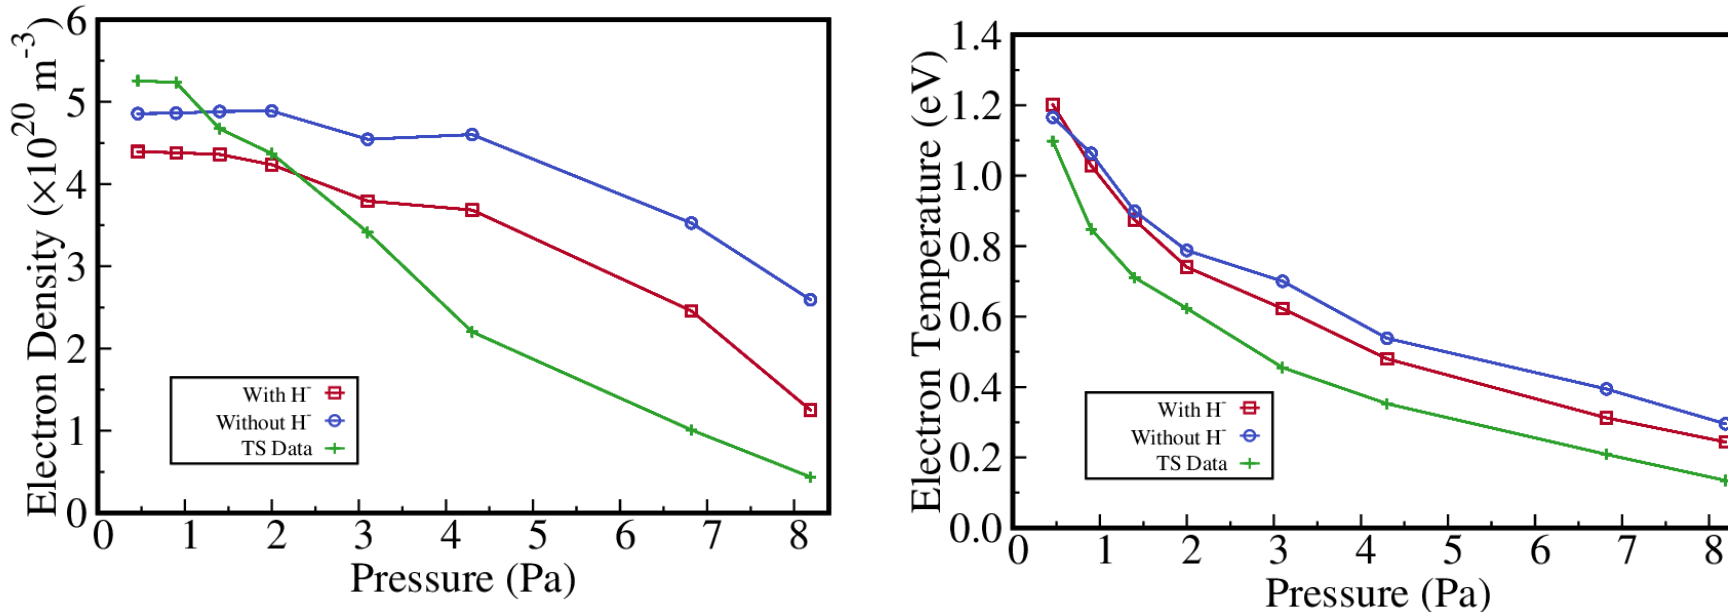 Electron Density (×10²⁰ m⁻³)
6
5
4
3
2
1
0
With H⁻
Without H⁻
TS Data
0 1 2 3 4 5 6 7 8
Pressure (Pa)
Electron Temperature (eV)
1.4
1.2
1.0
0.8
0.6
0.4
0.2
0.0
With H⁻
Without H⁻
TS Data
0 1 2 3 4 5 6 7 8
Pressure (Pa)